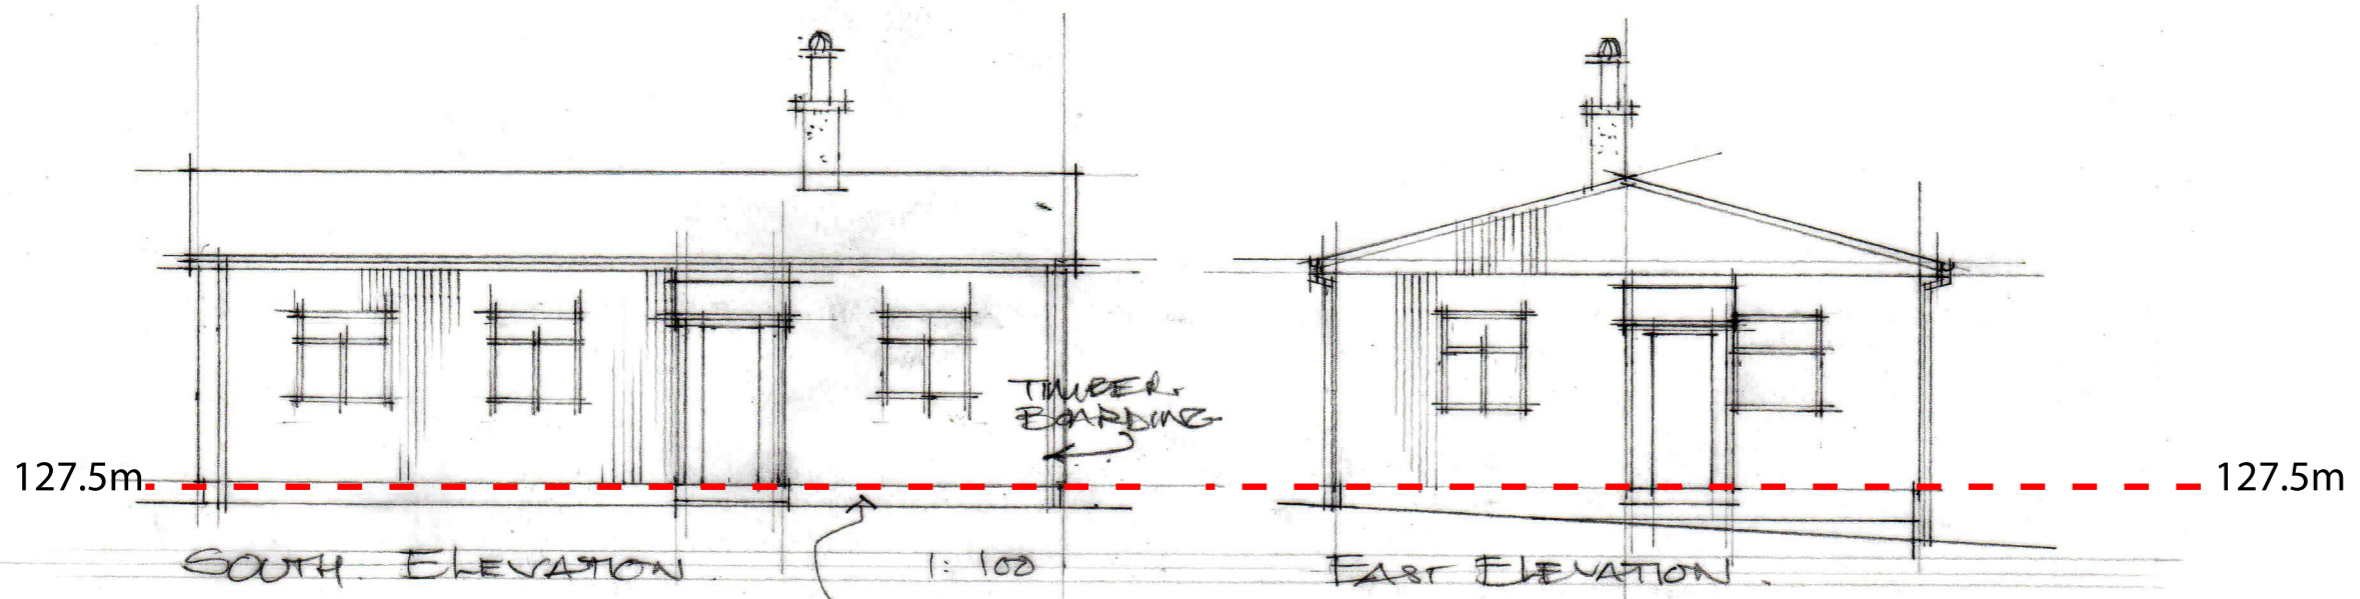 TIMBER.
BOARDING
127.5m
127.5m
SOUTH ELEVATION
1:100
EAST ELEVATION.